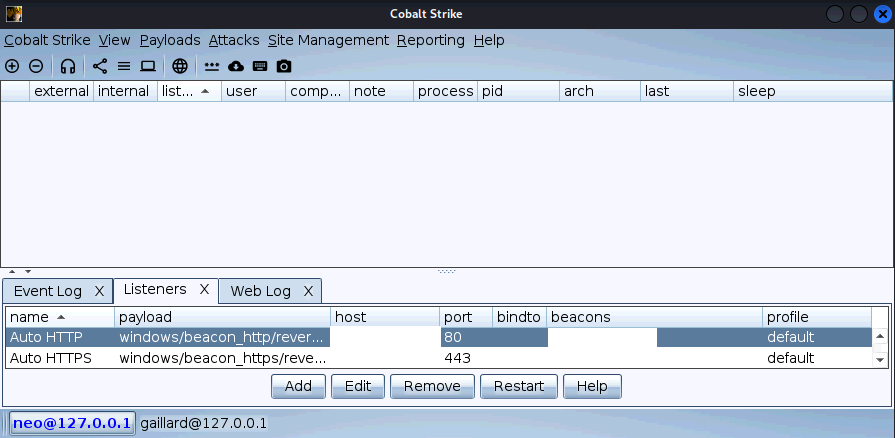 Cobalt Strike
Cobalt Strike View Payloads Attacks Site Management Reporting Help
external internal list... user comp... note process pid arch last sleep
Event Log X Listeners X Web Log X
name payload host port bindto beacons profile
Auto HTTP windows/beacon_http/rever... 80 default
Auto HTTPS windows/beacon_https/reve... 443 default
Add Edit Remove Restart Help
neo@127.0.0.1 gaillard@127.0.0.1